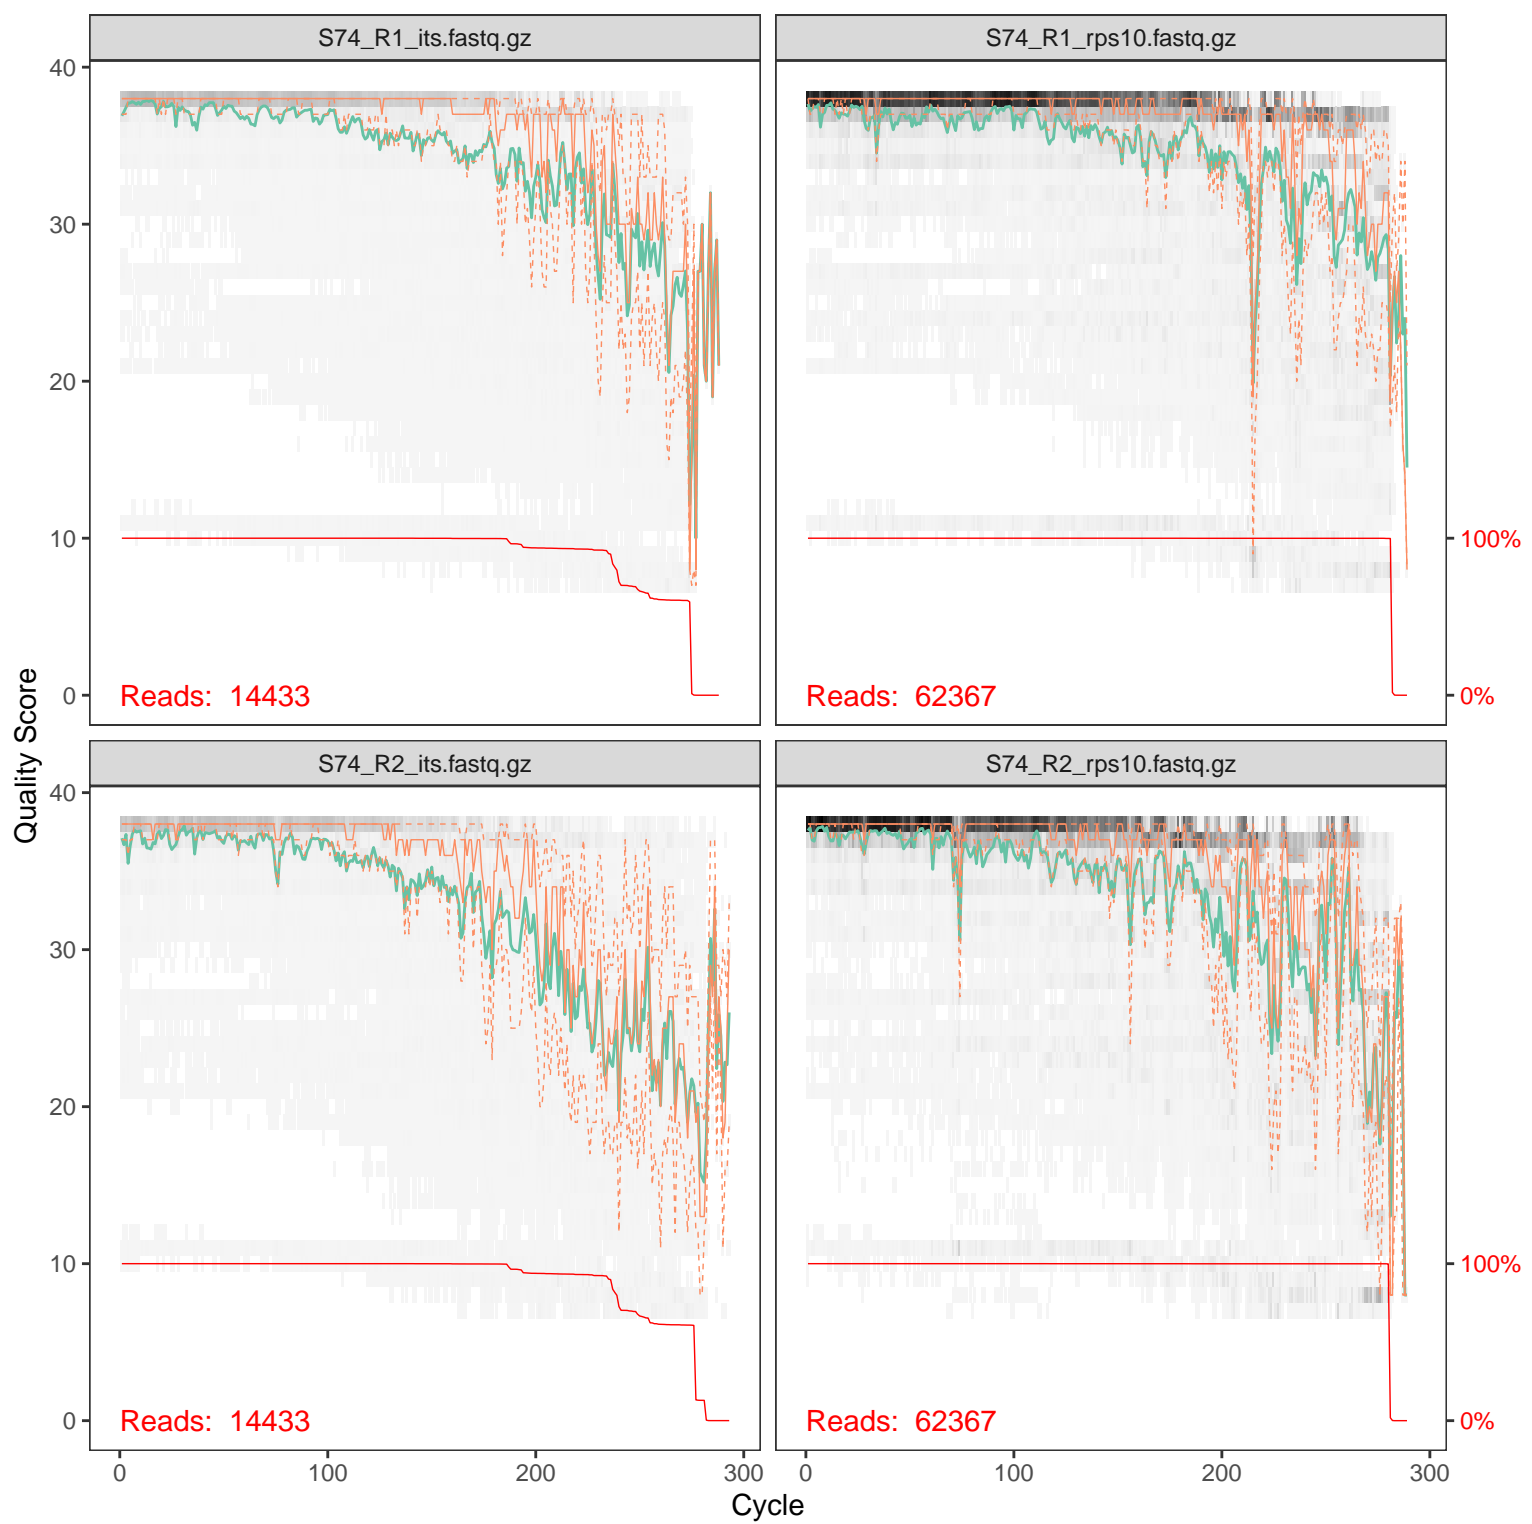 S74_R1_its.fastq.gz
S74_R1_rps10.fastq.gz
40
30
20
10
0
Reads: 14433
Reads: 62367
100%
0%
Quality Score
S74_R2_its.fastq.gz
S74_R2_rps10.fastq.gz
40
30
20
10
0
Reads: 14433
Reads: 62367
100%
0%
0 100 200 300
0 100 200 300
Cycle